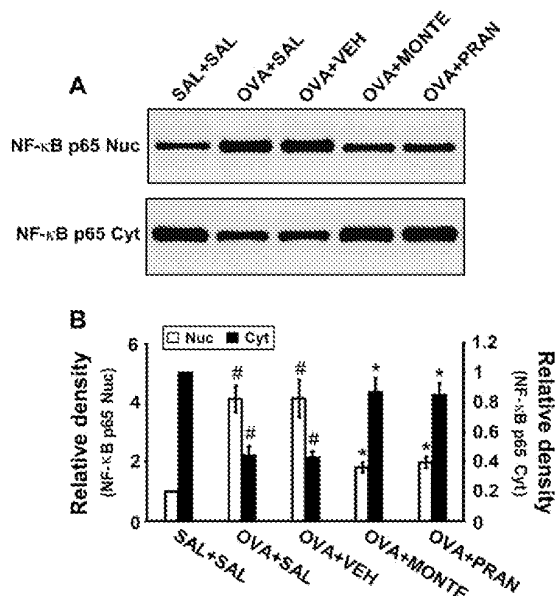 SAL+SAL
OVA+SAL
OVA+VEH
OVA+MONTE
OVA+PRAN
A
NF-κB p65 Nuc
NF-κB p65 Cyt
B
Nuc
Cyt
Relative density
(NF-κB p65 Nuc)
6
4
2
0
# # # # * * * *
1.2
1
0.8
0.6
0.4
0.2
0
Relative density
(NF-κB p65 Cyt)
SAL+SAL
OVA+SAL
OVA+VEH
OVA+MONTE
OVA+PRAN